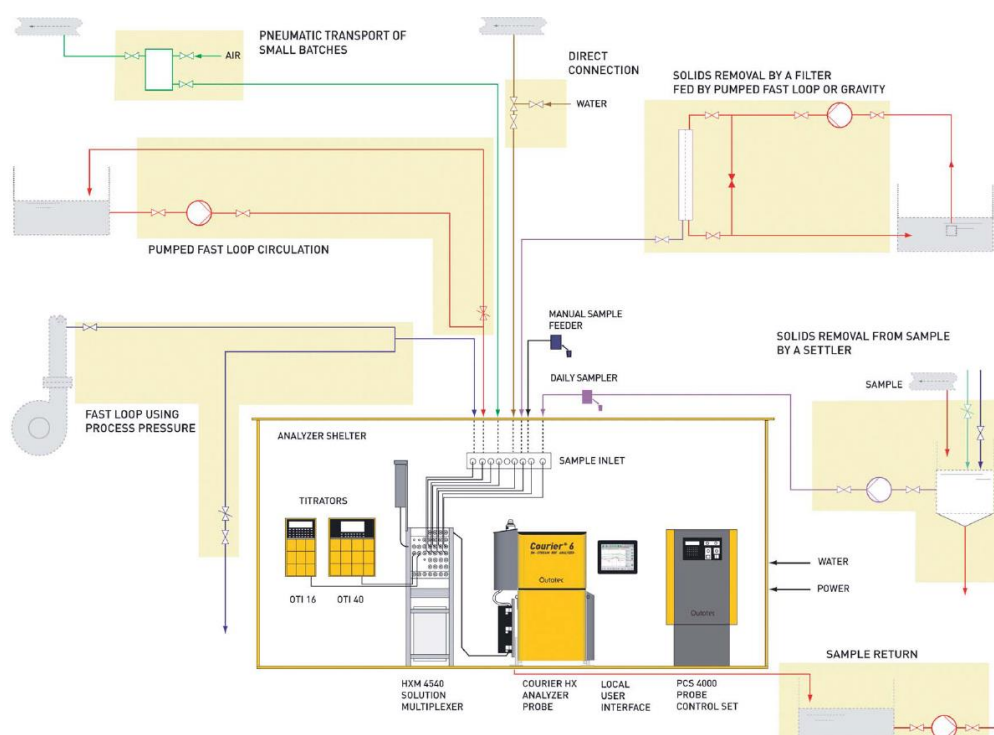 PNEUMATIC TRANSPORT OF
SMALL BATCHES
AIR
DIRECT
CONNECTION
WATER
SOLIDS REMOVAL BY A FILTER
FED BY PUMPED FAST LOOP OR GRAVITY
PUMPED FAST LOOP CIRCULATION
MANUAL SAMPLE
FEEDER
SOLIDS REMOVAL FROM SAMPLE
BY A SETTLER
DAILY SAMPLER
SAMPLE
FAST LOOP USING
PROCESS PRESSURE
ANALYZER SHELTER
SAMPLE INLET
TITRATORS
Courier® 6
Outotec
Outotec
WATER
POWER
OTI 16
OTI 40
HXM 4540
SOLUTION
MULTIPLEXER
COURIER HX
ANALYZER
PROBE
LOCAL
USER
INTERFACE
PCS 4000
PROBE
CONTROL SET
SAMPLE RETURN